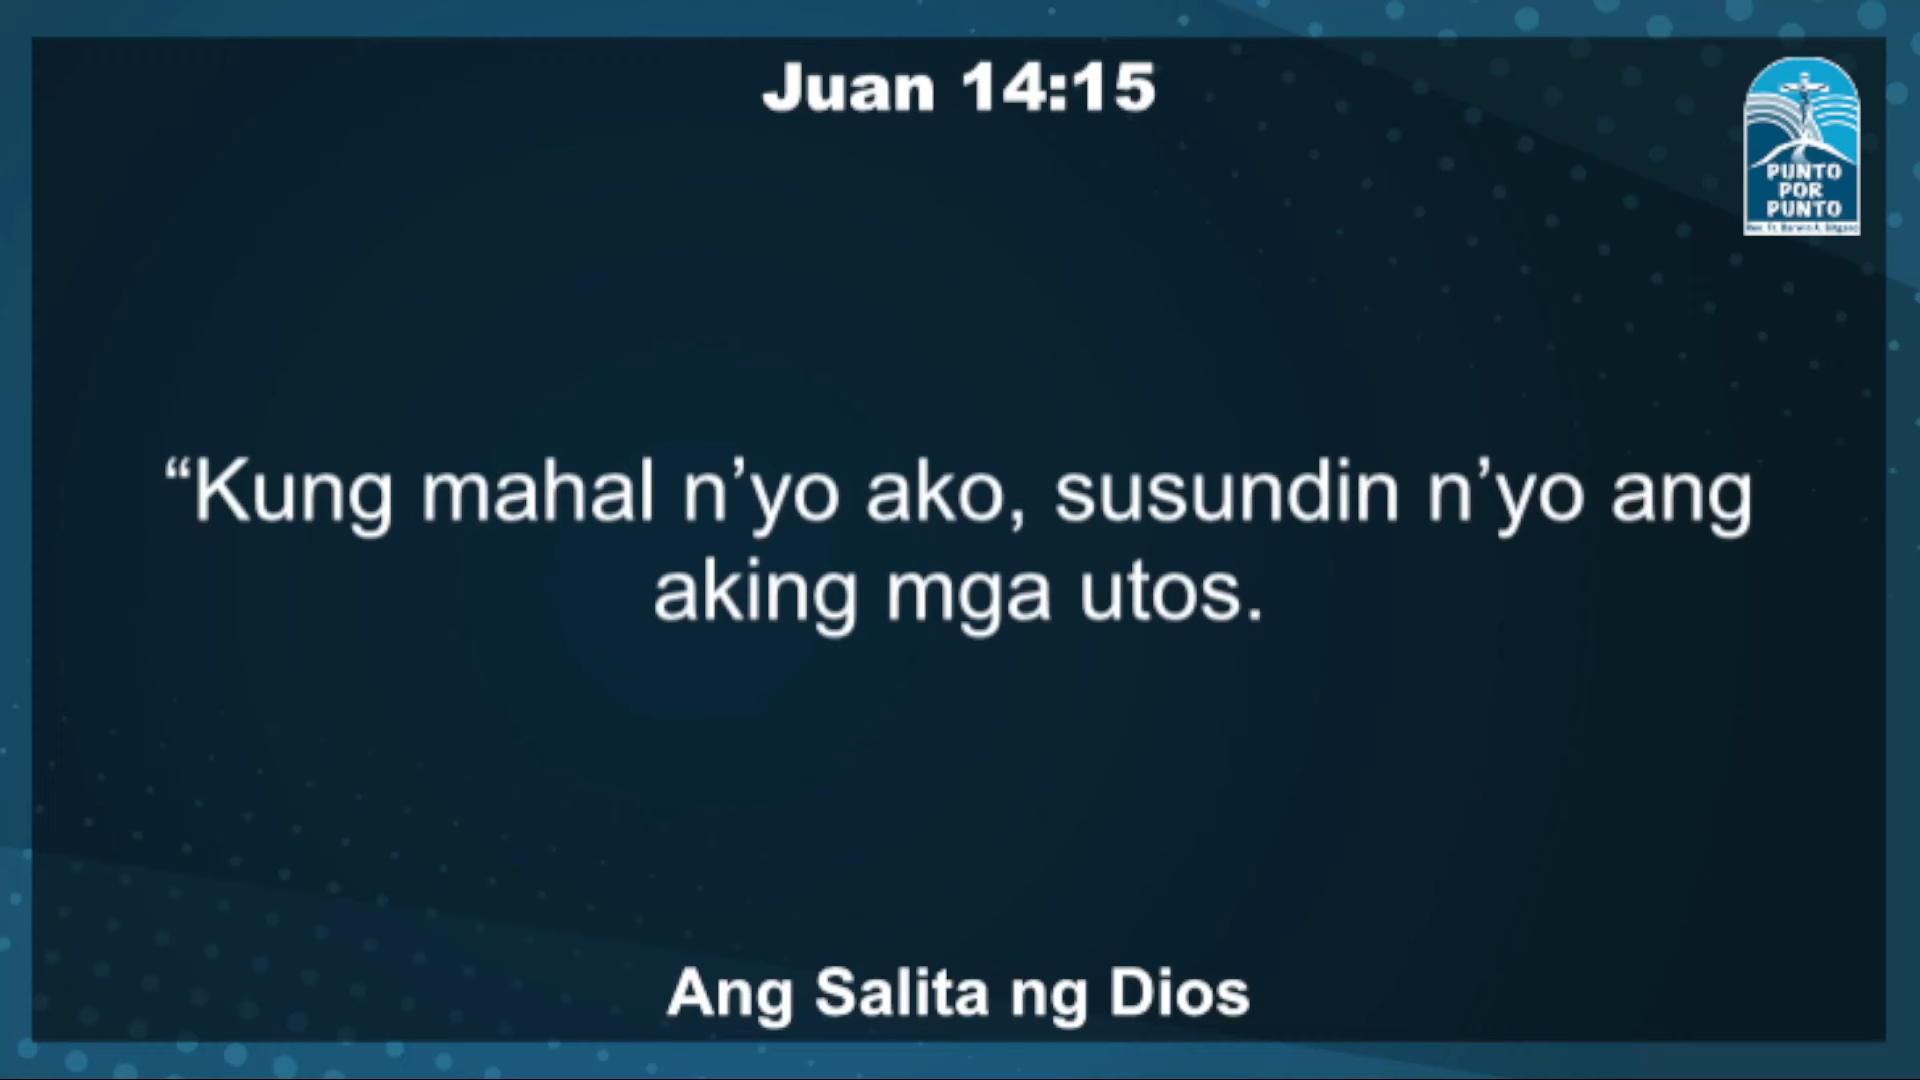 Juan 14:15
PUNTO
POR
PUNTO
“Kung mahal n’yo ako, susundin n’yo ang
aking mga utos.
Ang Salita ng Dios